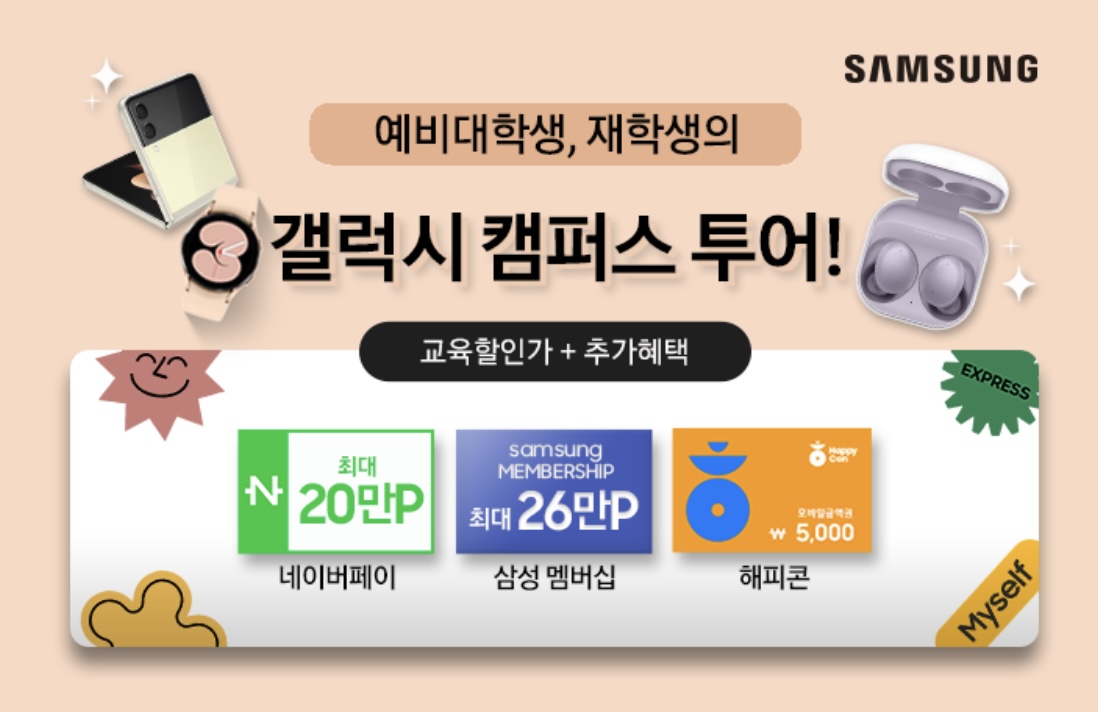 SAMSUNG
예비대학생, 재학생의
갤럭시 캠퍼스 투어!
교육할인가 + 추가혜택
EXPRESS
최대
20만P
네이버페이
samsung
MEMBERSHIP
최대 26만P
삼성 멤버십
Happy
Con
모바일금액권
₩ 5,000
해피콘
Myself